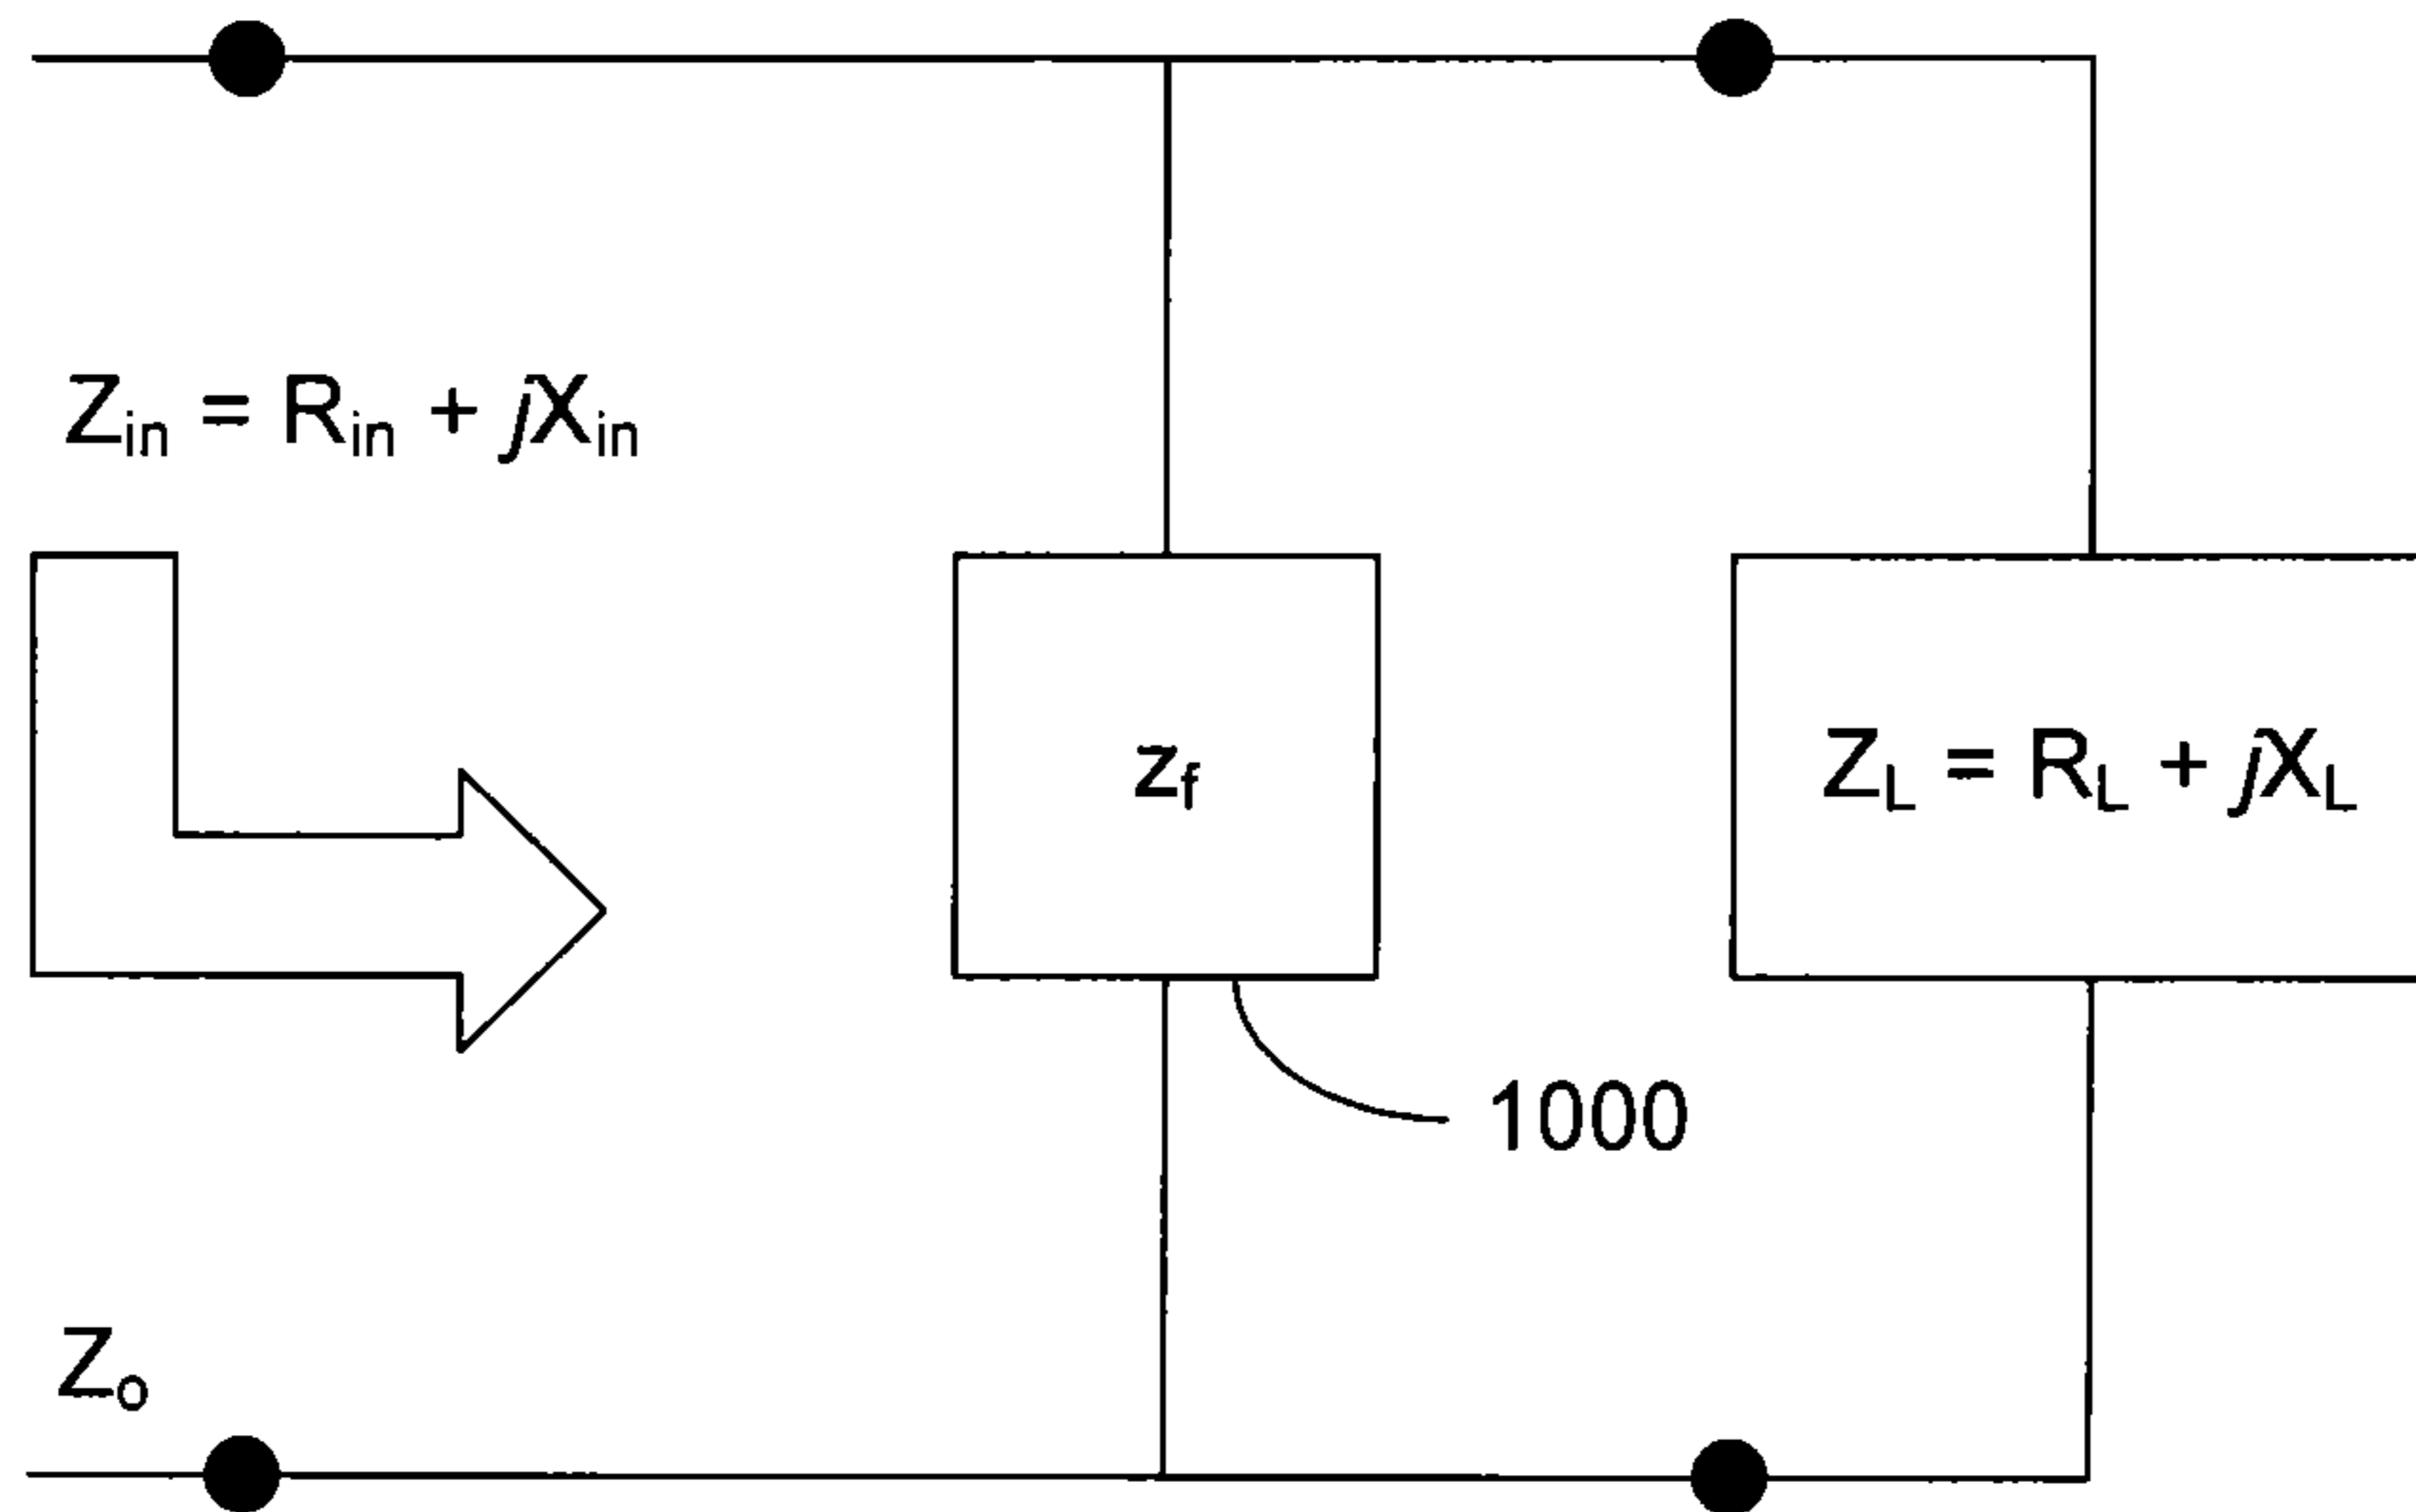 Zin = Rin + jXin
zf
ZL = RL + jXL
1000
Zo